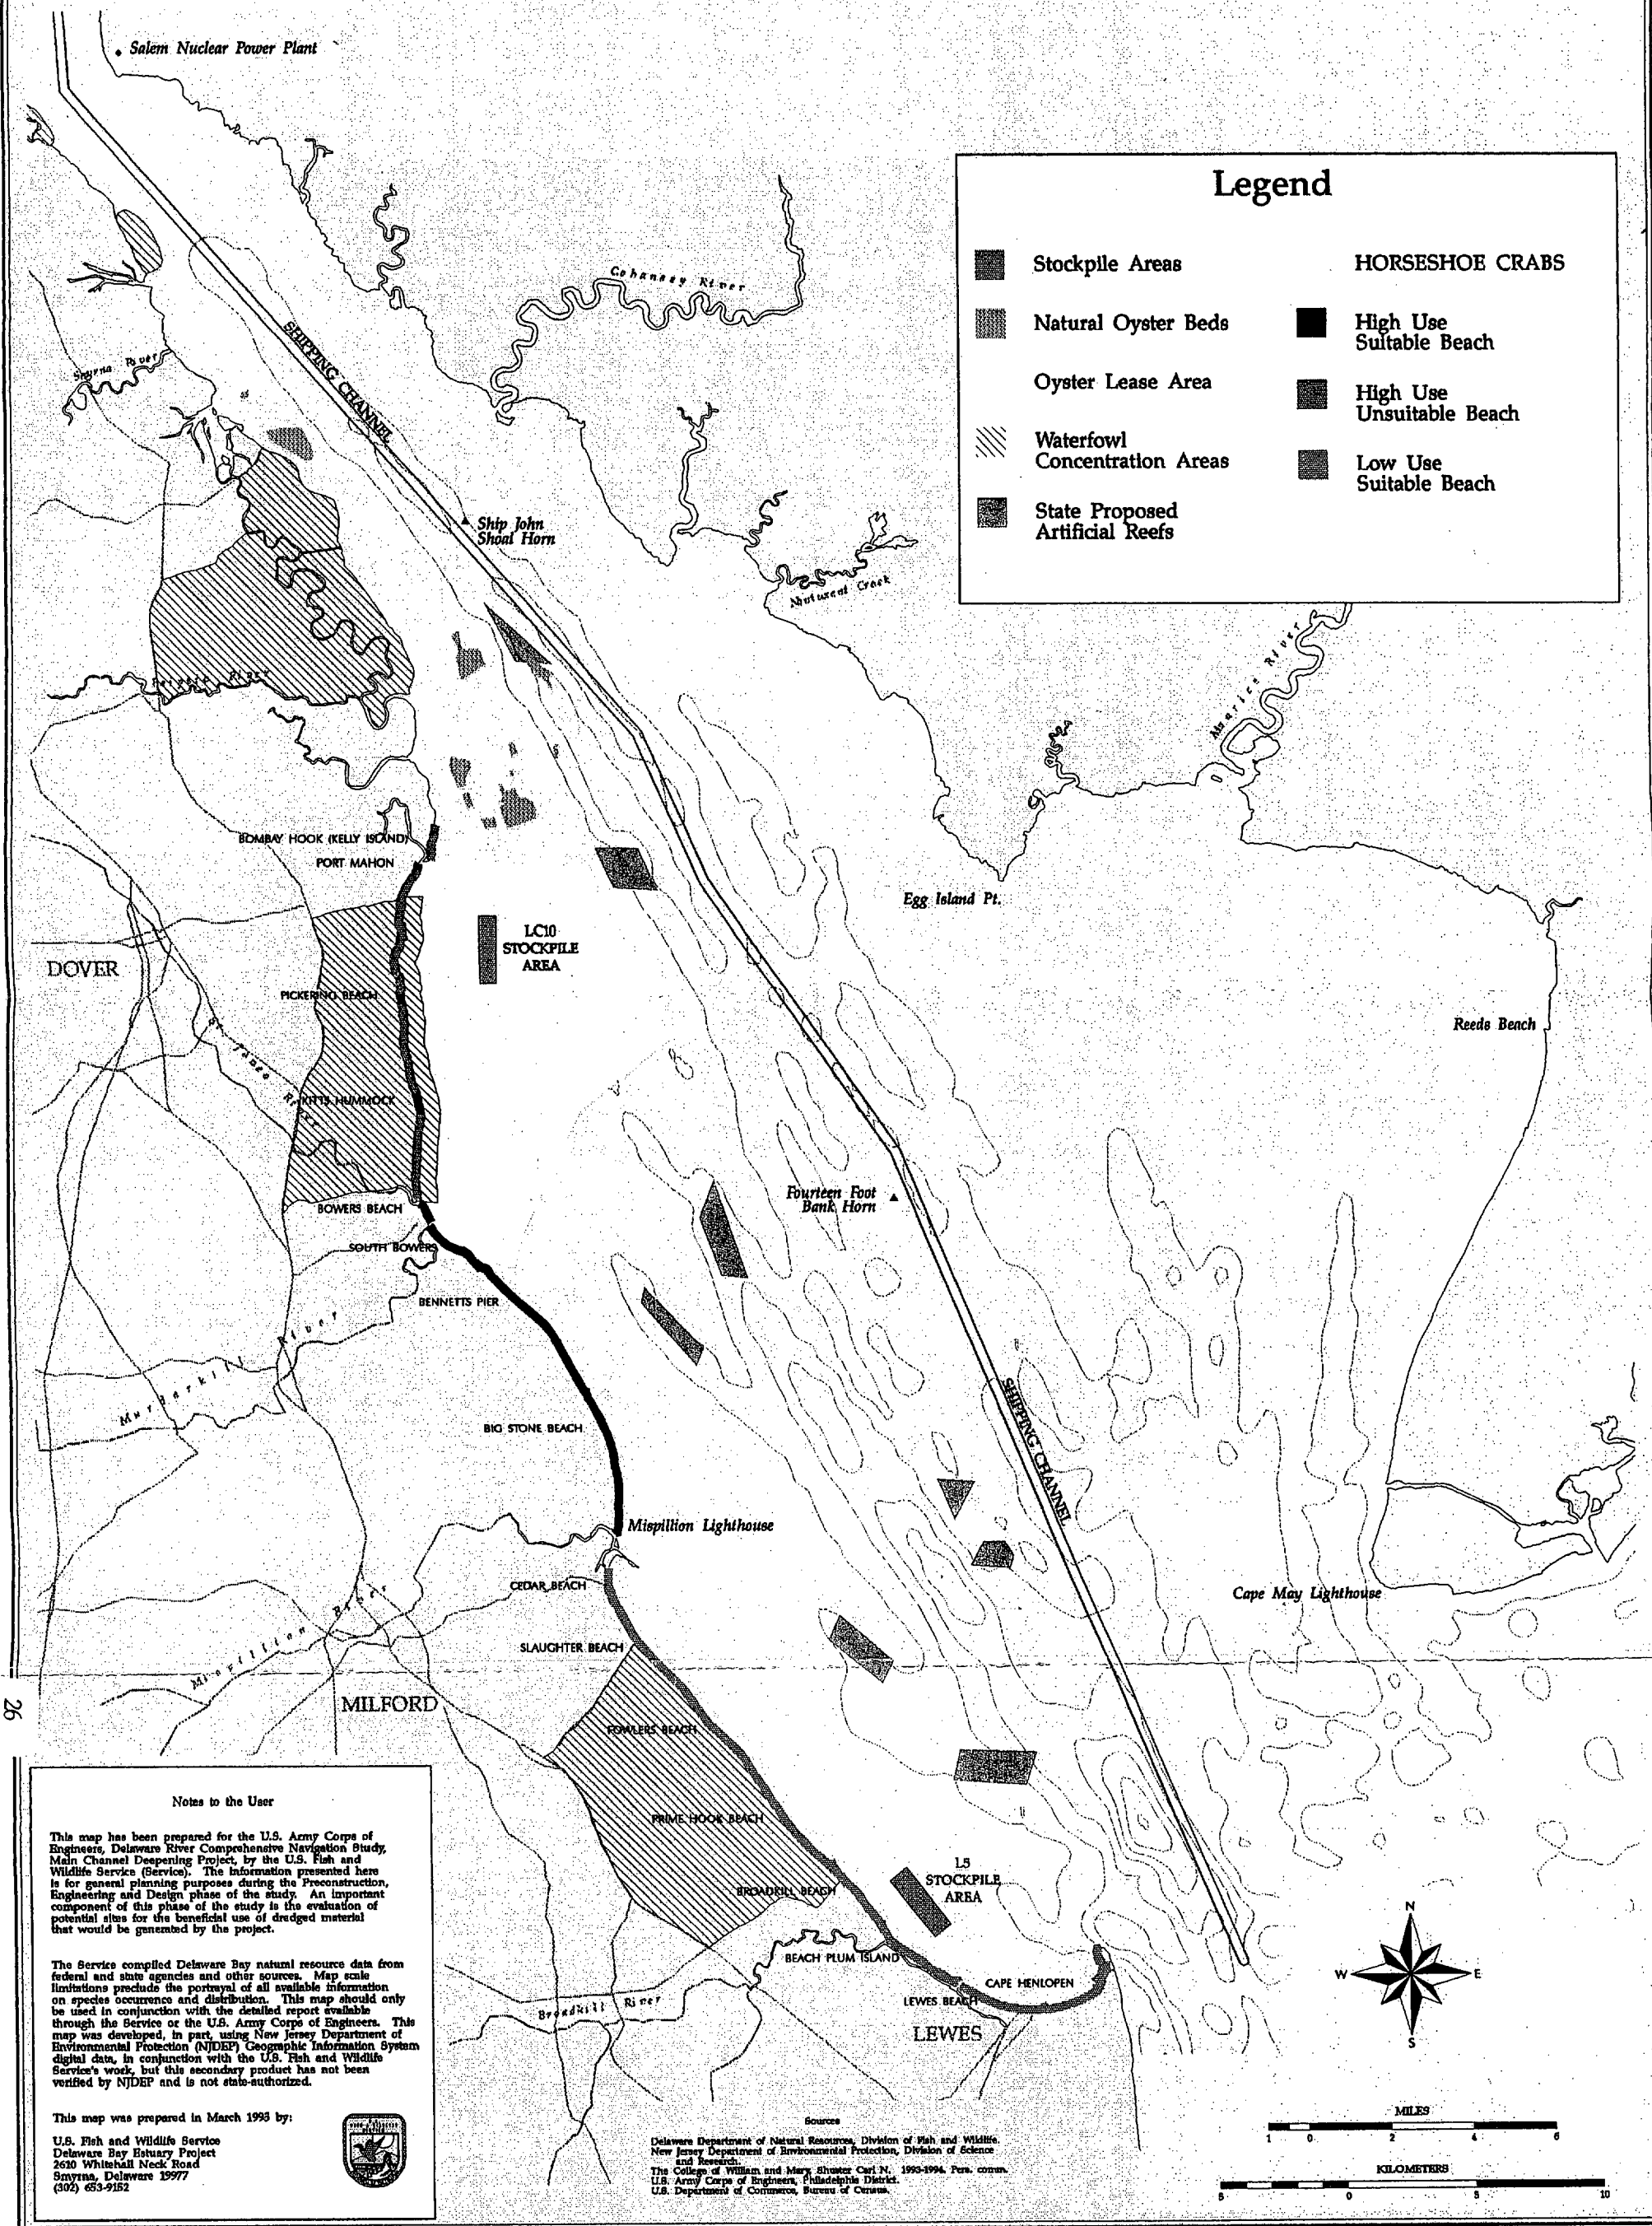 Salem Nuclear Power Plant
Legend
Stockpile Areas
Natural Oyster Beds
Oyster Lease Area
Waterfowl
Concentration Areas
State Proposed
Artificial Reefs
HORSESHOE CRABS
High Use
Suitable Beach
High Use
Unsuitable Beach
Low Use
Suitable Beach
Cohansey River
SHIPPING CHANNEL
Smyrna River
Ship John
Shoal Horn
Creek
River
BOMBAY HOOK (KELLY ISLAND)
PORT MAHON
Egg Island Pt.
LC10
STOCKPILE
AREA
DOVER
PICKERING BEACH
Reeds Beach
St Jones River
KITTS HUMMOCK
Fourteen Foot
Bank Horn
BOWERS BEACH
SOUTH BOWERS
BENNETTS PIER
Murderkill River
SHIPPING CHANNEL
BIG STONE BEACH
Mispillion Lighthouse
CEDAR BEACH
Cape May Lighthouse
Mispillion River
SLAUGHTER BEACH
MILFORD
26
FOWLERS BEACH
PRIME HOOK BEACH
L5
STOCKPILE
AREA
BROADKILL BEACH
BEACH PLUM ISLAND
CAPE HENLOPEN
LEWES BEACH
Broadkill River
LEWES
N
W
E
S
Notes to the User
This map has been prepared for the U.S. Army Corps of
Engineers, Delaware River Comprehensive Navigation Study,
Main Channel Deepening Project, by the U.S. Fish and
Wildlife Service (Service). The information presented here
is for general planning purposes during the Preconstruction,
Engineering and Design phase of the study. An important
component of this phase of the study is the evaluation of
potential sites for the beneficial use of dredged material
that would be generated by the project.
The Service compiled Delaware Bay natural resource data from
federal and state agencies and other sources. Map scale
limitations preclude the portrayal of all available information
on species occurrence and distribution. This map should only
be used in conjunction with the detailed report available
through the Service or the U.S. Army Corps of Engineers. This
map was developed, in part, using New Jersey Department of
Environmental Protection (NJDEP) Geographic Information System
digital data, in conjunction with the U.S. Fish and Wildlife
Service's work, but this secondary product has not been
verified by NJDEP and is not state-authorized.
This map was prepared in March 1993 by:
U.S. Fish and Wildlife Service
Delaware Bay Estuary Project
2610 Whitehall Neck Road
Smyrna, Delaware 19977
(302) 653-9152
Sources
Delaware Department of Natural Resources, Division of Fish and Wildlife.
New Jersey Department of Environmental Protection, Division of Science
and Research.
The College of William and Mary, Shuster Carl N. 1993-1994. Pers. comm.
U.S. Army Corps of Engineers, Philadelphia District.
U.S. Department of Commerce, Bureau of Census.
MILES
1 0 2 4 6
KILOMETERS
5 0 5 10